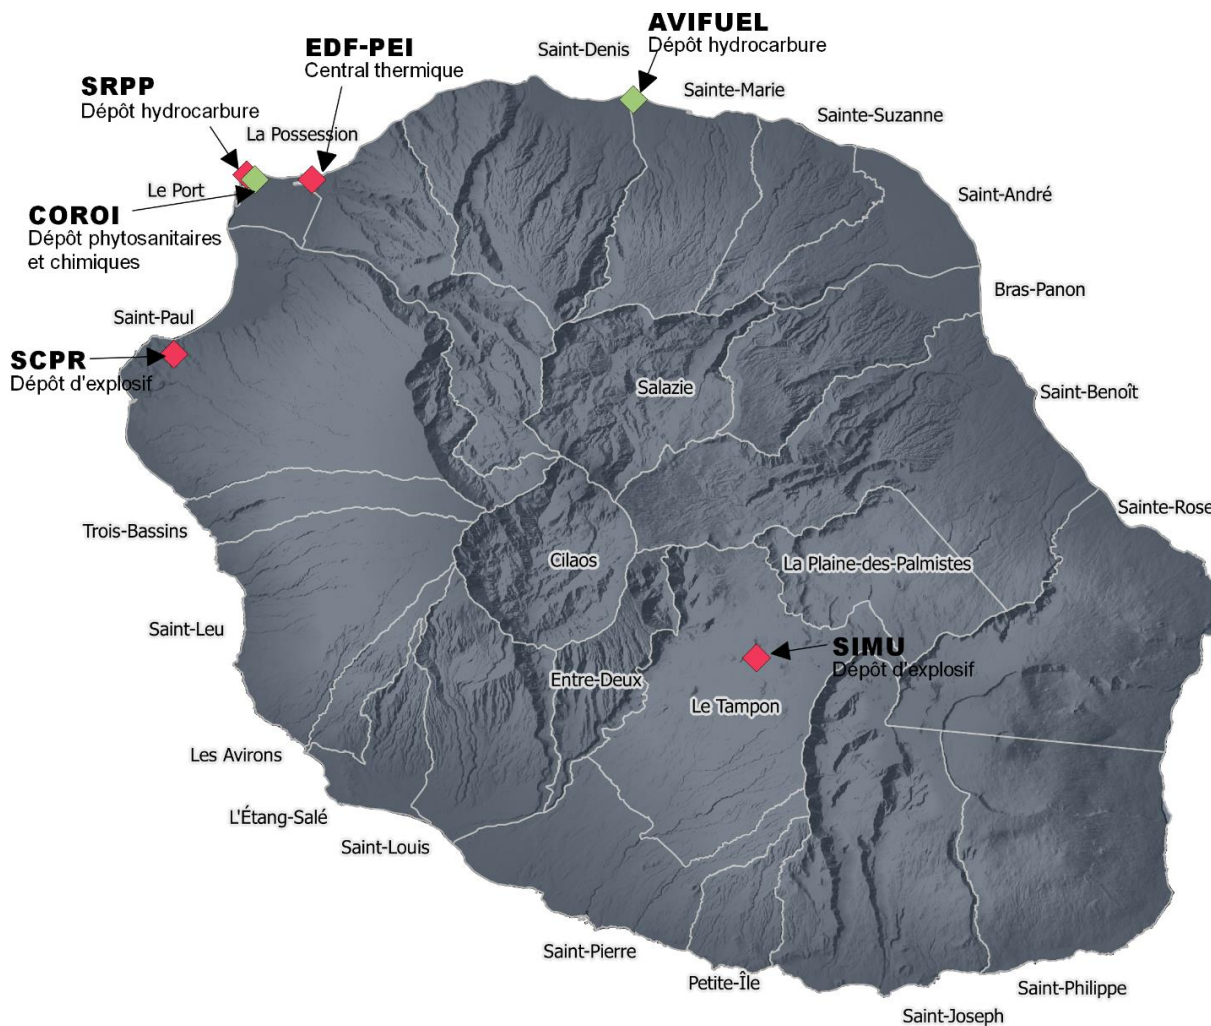 AVIFUEL
Dépôt hydrocarbure
Saint-Denis
EDF-PEI
Central thermique
Sainte-Marie
SRPP
Dépôt hydrocarbure
Sainte-Suzanne
La Possession
Le Port
Saint-André
COROI
Dépôt phytosanitaires
et chimiques
Bras-Panon
Saint-Paul
SCPR
Dépôt d'explosif
Salazie
Saint-Benoît
Sainte-Rose
Trois-Bassins
Cilaos
La Plaine-des-Palmistes
Saint-Leu
SIMU
Dépôt d'explosif
Entre-Deux
Le Tampon
Les Avirons
L'Étang-Salé
Saint-Louis
Saint-Pierre
Petite-Île
Saint-Philippe
Saint-Joseph